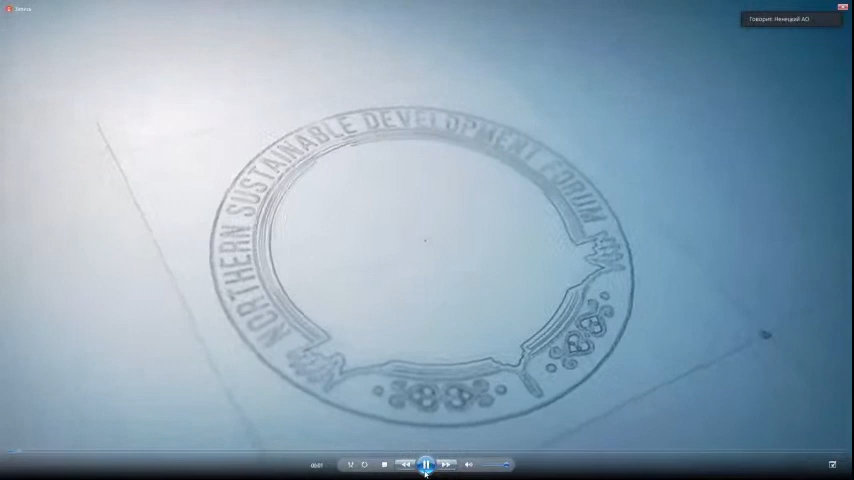 Запись
Говорит: Ненецкий АО
NORTHERN SUSTAINABLE DEVELOPMENT FORUM
00:01